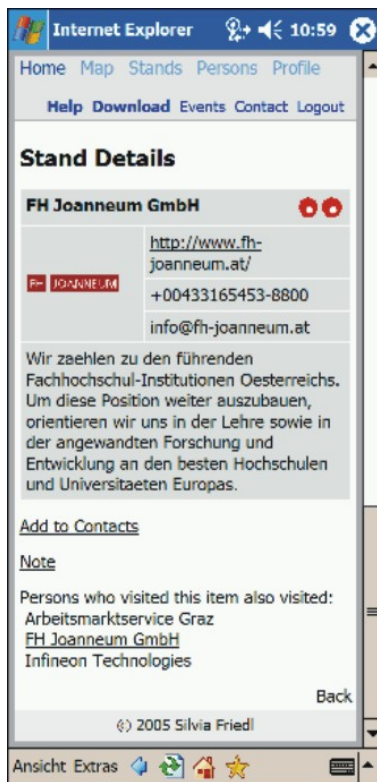 Internet Explorer 10:59
Home Map Stands Persons Profile
Help Download Events Contact Logout
Stand Details
FH Joanneum GmbH
http://www.fh-
joanneum.at/
FH JOANNEUM
+00433165453-8800
info@fh-joanneum.at
Wir zaehlen zu den führenden
Fachhochschul-Institutionen Oesterreichs.
Um diese Position weiter auszubauen,
orientieren wir uns in der Lehre sowie in
der angewandten Forschung und
Entwicklung an den besten Hochschulen
und Universitaeten Europas.
Add to Contacts
Note
Persons who visited this item also visited:
Arbeitsmarktservice Graz
FH Joanneum GmbH
Infineon Technologies
Back
(c) 2005 Silvia Friedl
Ansicht Extras